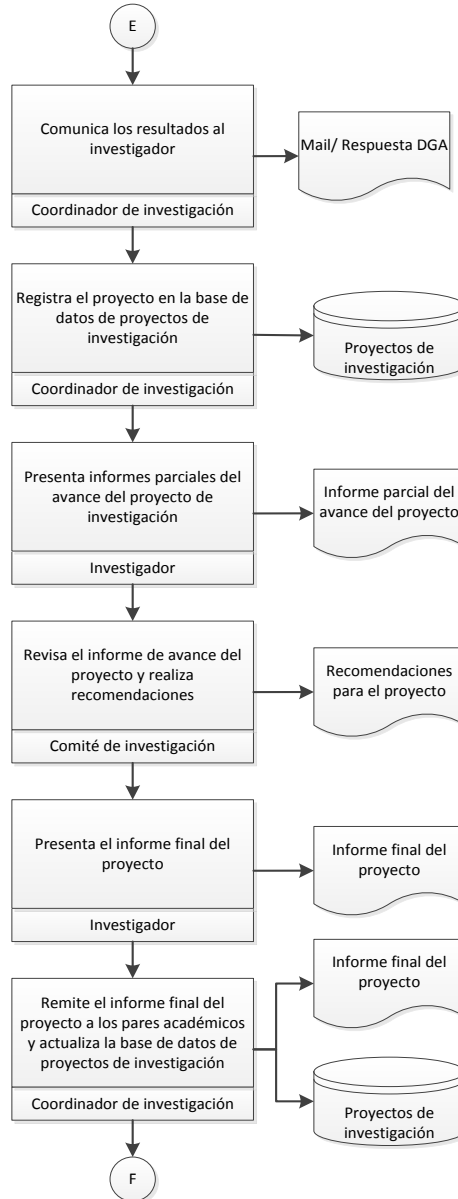 E
Comunica los resultados al
investigador
Coordinador de investigación
Mail/ Respuesta DGA
Registra el proyecto en la base de
datos de proyectos de
investigación
Coordinador de investigación
Proyectos de
investigación
Presenta informes parciales del
avance del proyecto de
investigación
Investigador
Informe parcial del
avance del proyecto
Revisa el informe de avance del
proyecto y realiza
recomendaciones
Comité de investigación
Recomendaciones
para el proyecto
Presenta el informe final del
proyecto
Investigador
Informe final del
proyecto
Remite el informe final del
proyecto a los pares académicos
y actualiza la base de datos de
proyectos de investigación
Coordinador de investigación
Informe final del
proyecto
Proyectos de
investigación
F